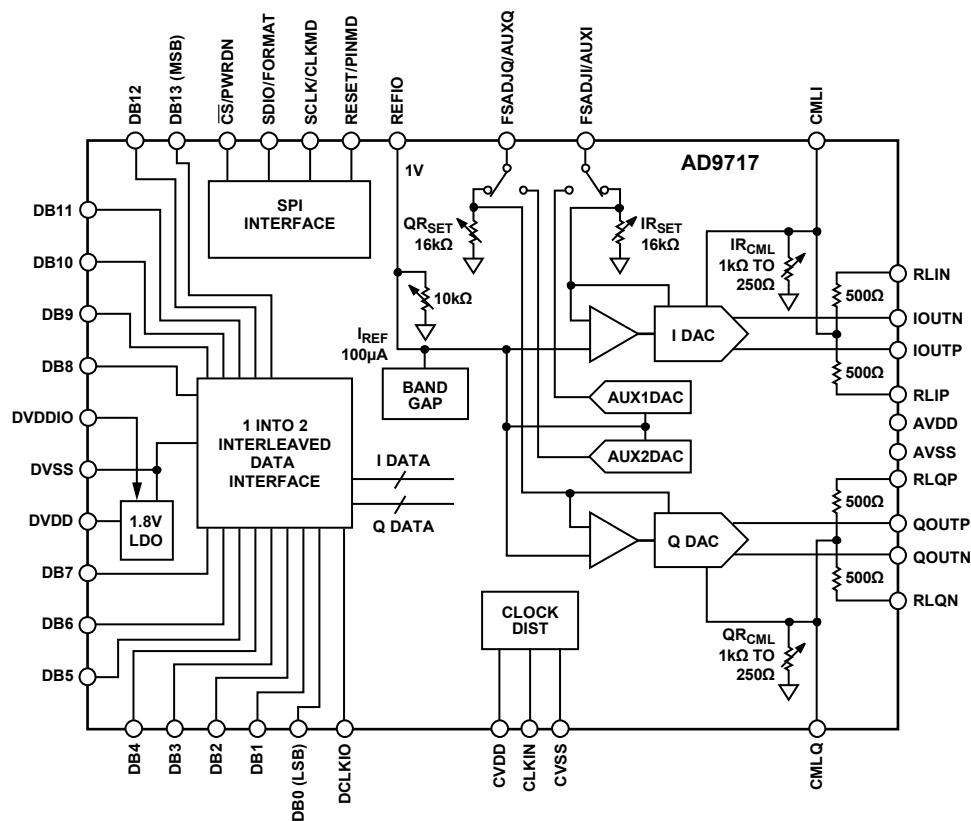 DB12
DB13 (MSB)
CS/PWRDN
SDIO/FORMAT
SCLK/CLKMD
RESET/PINMD
REFIO
FSADJQ/AUXQ
FSADJI/AUXI
CMLI
1V
AD9717
SPI
INTERFACE
DB11
DB10
DB9
DB8
DVDDIO
DVSS
DVDD
DB7
DB6
DB5
QRSET
16kΩ
IRSET
16kΩ
IRCML
1kΩ TO
250Ω
10kΩ
IREF
100µA
BAND
GAP
500Ω
500Ω
I DAC
AUX1DAC
AUX2DAC
RLIN
IOUTN
IOUTP
RLIP
AVDD
AVSS
RLQP
QOUTP
QOUTN
RLQN
1 INTO 2
INTERLEAVED
DATA
INTERFACE
I DATA
Q DATA
1.8V
LDO
500Ω
500Ω
Q DAC
CLOCK
DIST
QRCML
1kΩ TO
250Ω
DB4
DB3
DB2
DB1
DB0 (LSB)
DCLKIO
CVDD
CLKIN
CVSS
CMLQ